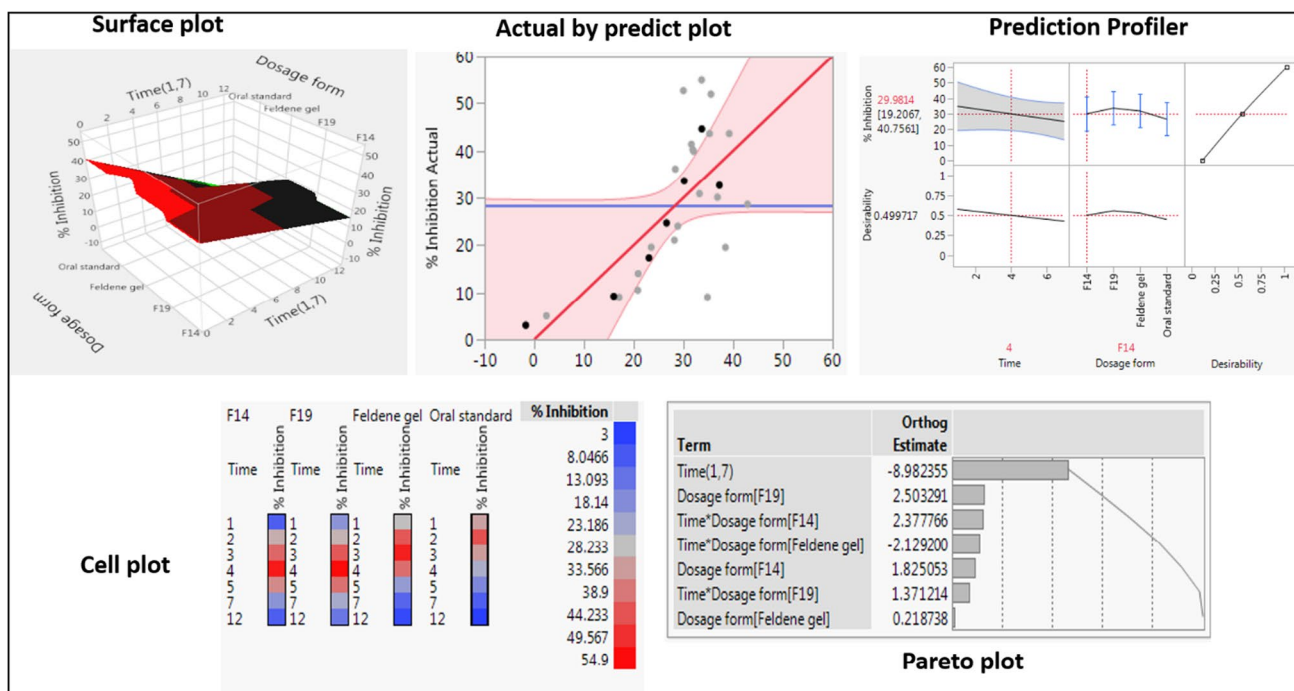 Surface plot
Actual by predict plot
Prediction Profiler
Dosage form
Time(1,7)
0 2 4 6 8 10 12
Oral standard
Feldene gel
F19
F14
% Inhibition
50
40
30
20
10
0
-10
50
40
30
20
10
0
-10
% Inhibition
Oral standard
Feldene gel
F19
F14
0 2 4 6 8 10 12
Time(1,7)
Dosage form
% Inhibition Actual
60
50
40
30
20
10
0
-10 0 10 20 30 40 50 60
% Inhibition
29.9814
[19.2067,
40.7561]
60
50
40
30
20
10
0
Desirability
0.499717
1
0.75
0.5
0.25
0
2 4 6
F14
F19
Feldene gel
Oral standard
0
0.25
0.5
0.75
1
4
Time
F14
Dosage form
Desirability
Cell plot
F14 F19 Feldene gel Oral standard
Time % Inhibition Time % Inhibition Time % Inhibition Time % Inhibition
1 1 1 1
2 2 2 2
3 3 3 3
4 4 4 4
5 5 5 5
7 7 7 7
12 12 12 12
% Inhibition
3
8.0466
13.093
18.14
23.186
28.233
33.566
38.9
44.233
49.567
54.9
Term Orthog Estimate
Time(1,7) -8.982355
Dosage form[F19] 2.503291
Time*Dosage form[F14] 2.377766
Time*Dosage form[Feldene gel] -2.129200
Dosage form[F14] 1.825053
Time*Dosage form[F19] 1.371214
Dosage form[Feldene gel] 0.218738
Pareto plot